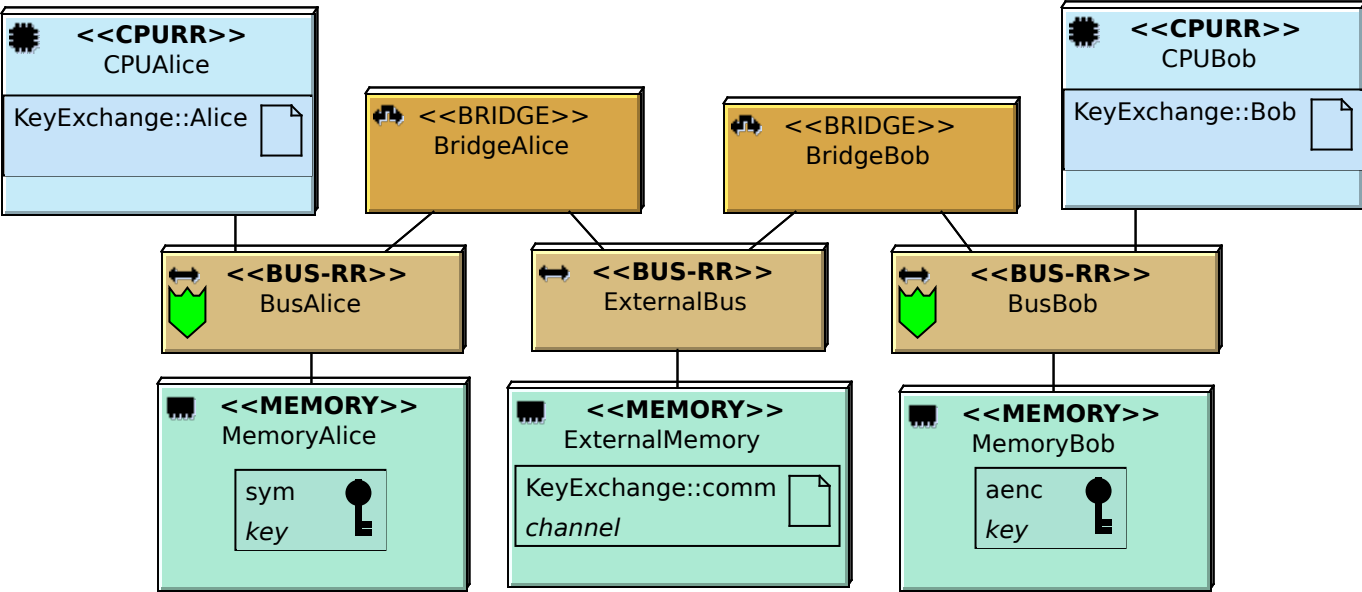 <<CPURR>>
CPUAlice
KeyExchange::Alice
<<BRIDGE>>
BridgeAlice
<<BRIDGE>>
BridgeBob
<<CPURR>>
CPUBob
KeyExchange::Bob
<<BUS-RR>>
BusAlice
<<BUS-RR>>
ExternalBus
<<BUS-RR>>
BusBob
<<MEMORY>>
MemoryAlice
sym
key
<<MEMORY>>
ExternalMemory
KeyExchange::comm
channel
<<MEMORY>>
MemoryBob
aenc
key